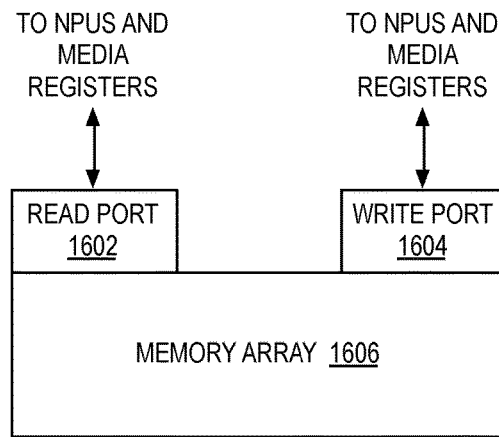 TO NPUS AND
MEDIA
REGISTERS
TO NPUS AND
MEDIA
REGISTERS
READ PORT
1602
WRITE PORT
1604
MEMORY ARRAY 1606